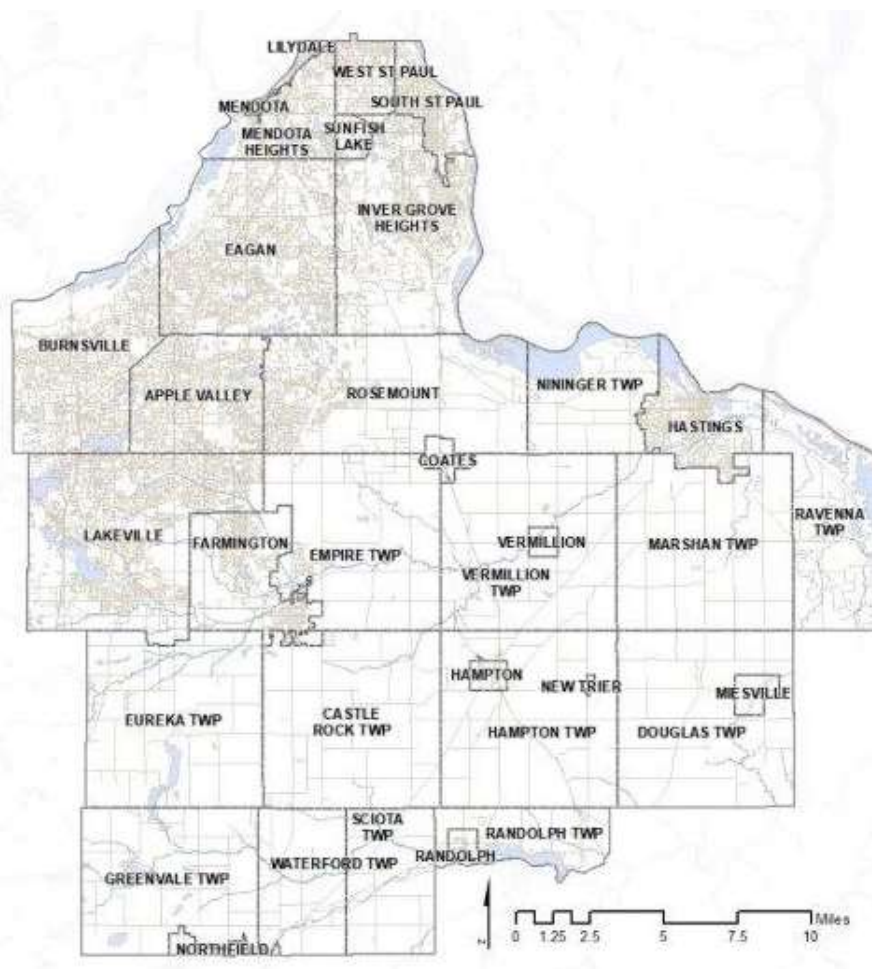 LILYDALE
WEST ST PAUL
SOUTH ST PAUL
MENDOTA
MENDOTA
HEIGHTS
SUNFISH
LAKE
INVER GROVE
HEIGHTS
EAGAN
BURNSVILLE
APPLE VALLEY
ROSEMOUNT
NININGER TWP
HASTINGS
COATES
RAVENNA
TWP
LAKEVILLE
FARMINGTON
EMPIRE TWP
VERMILLION
VERMILLION
TWP
MARSHAN TWP
HAMPTON
NEW TRIER
MIESVILLE
EUREKA TWP
CASTLE
ROCK TWP
HAMPTON TWP
DOUGLAS TWP
SCIOTA
TWP
RANDOLPH TWP
RANDOLPH
WATERFORD TWP
GREENVALE TWP
NORTHFIELD
N
Miles
0 1.25 2.5 5 7.5 10